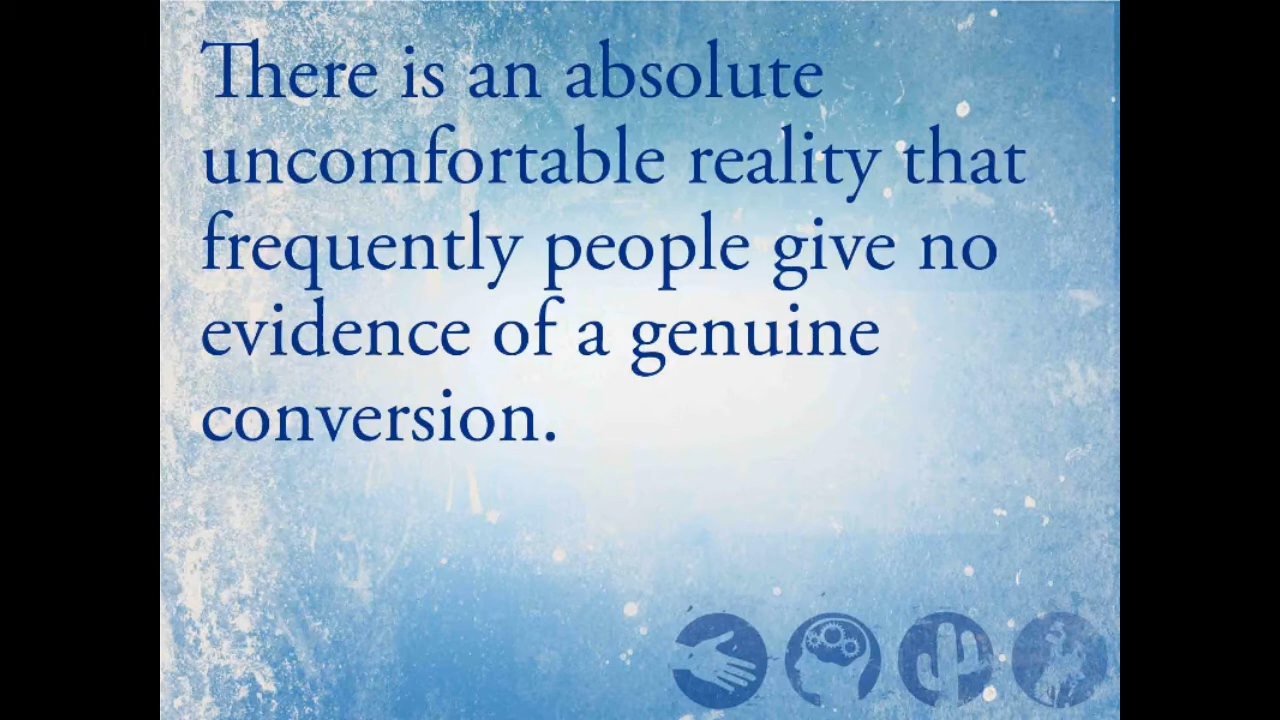 There is an absolute
uncomfortable reality that
frequently people give no
evidence of a genuine
conversion.